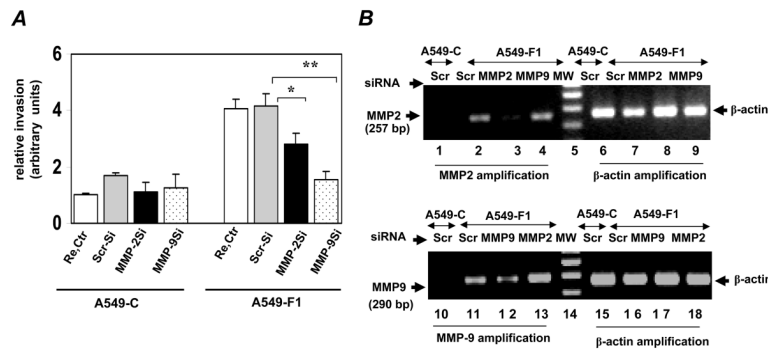 A
relative invasion
(arbitrary units)
6
4
2
0
**
*
Re,Ctr
Scr-Si
MMP-2Si
MMP-9Si
Re,Ctr
Scr-Si
MMP-2Si
MMP-9Si
A549-C
A549-F1
B
A549-C A549-F1 A549-C A549-F1
siRNA Scr Scr MMP2 MMP9 MW Scr Scr MMP2 MMP9
MMP2
(257 bp)
β-actin
1 2 3 4 5 6 7 8 9
MMP2 amplification β-actin amplification
A549-C A549-F1 A549-C A549-F1
siRNA Scr Scr MMP9 MMP2 MW Scr Scr MMP9 MMP2
MMP9
(290 bp)
β-actin
10 11 1 2 13 14 15 1 6 1 7 18
MMP-9 amplification β-actin amplification